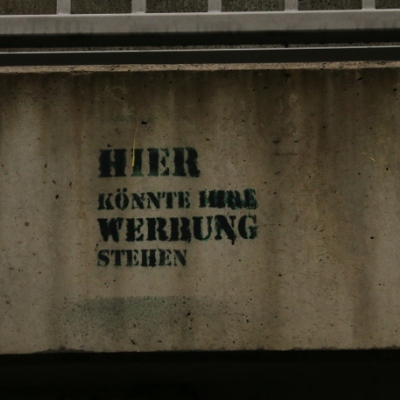 HIER
KÖNNTE IHRE
WERBUNG
STEHEN